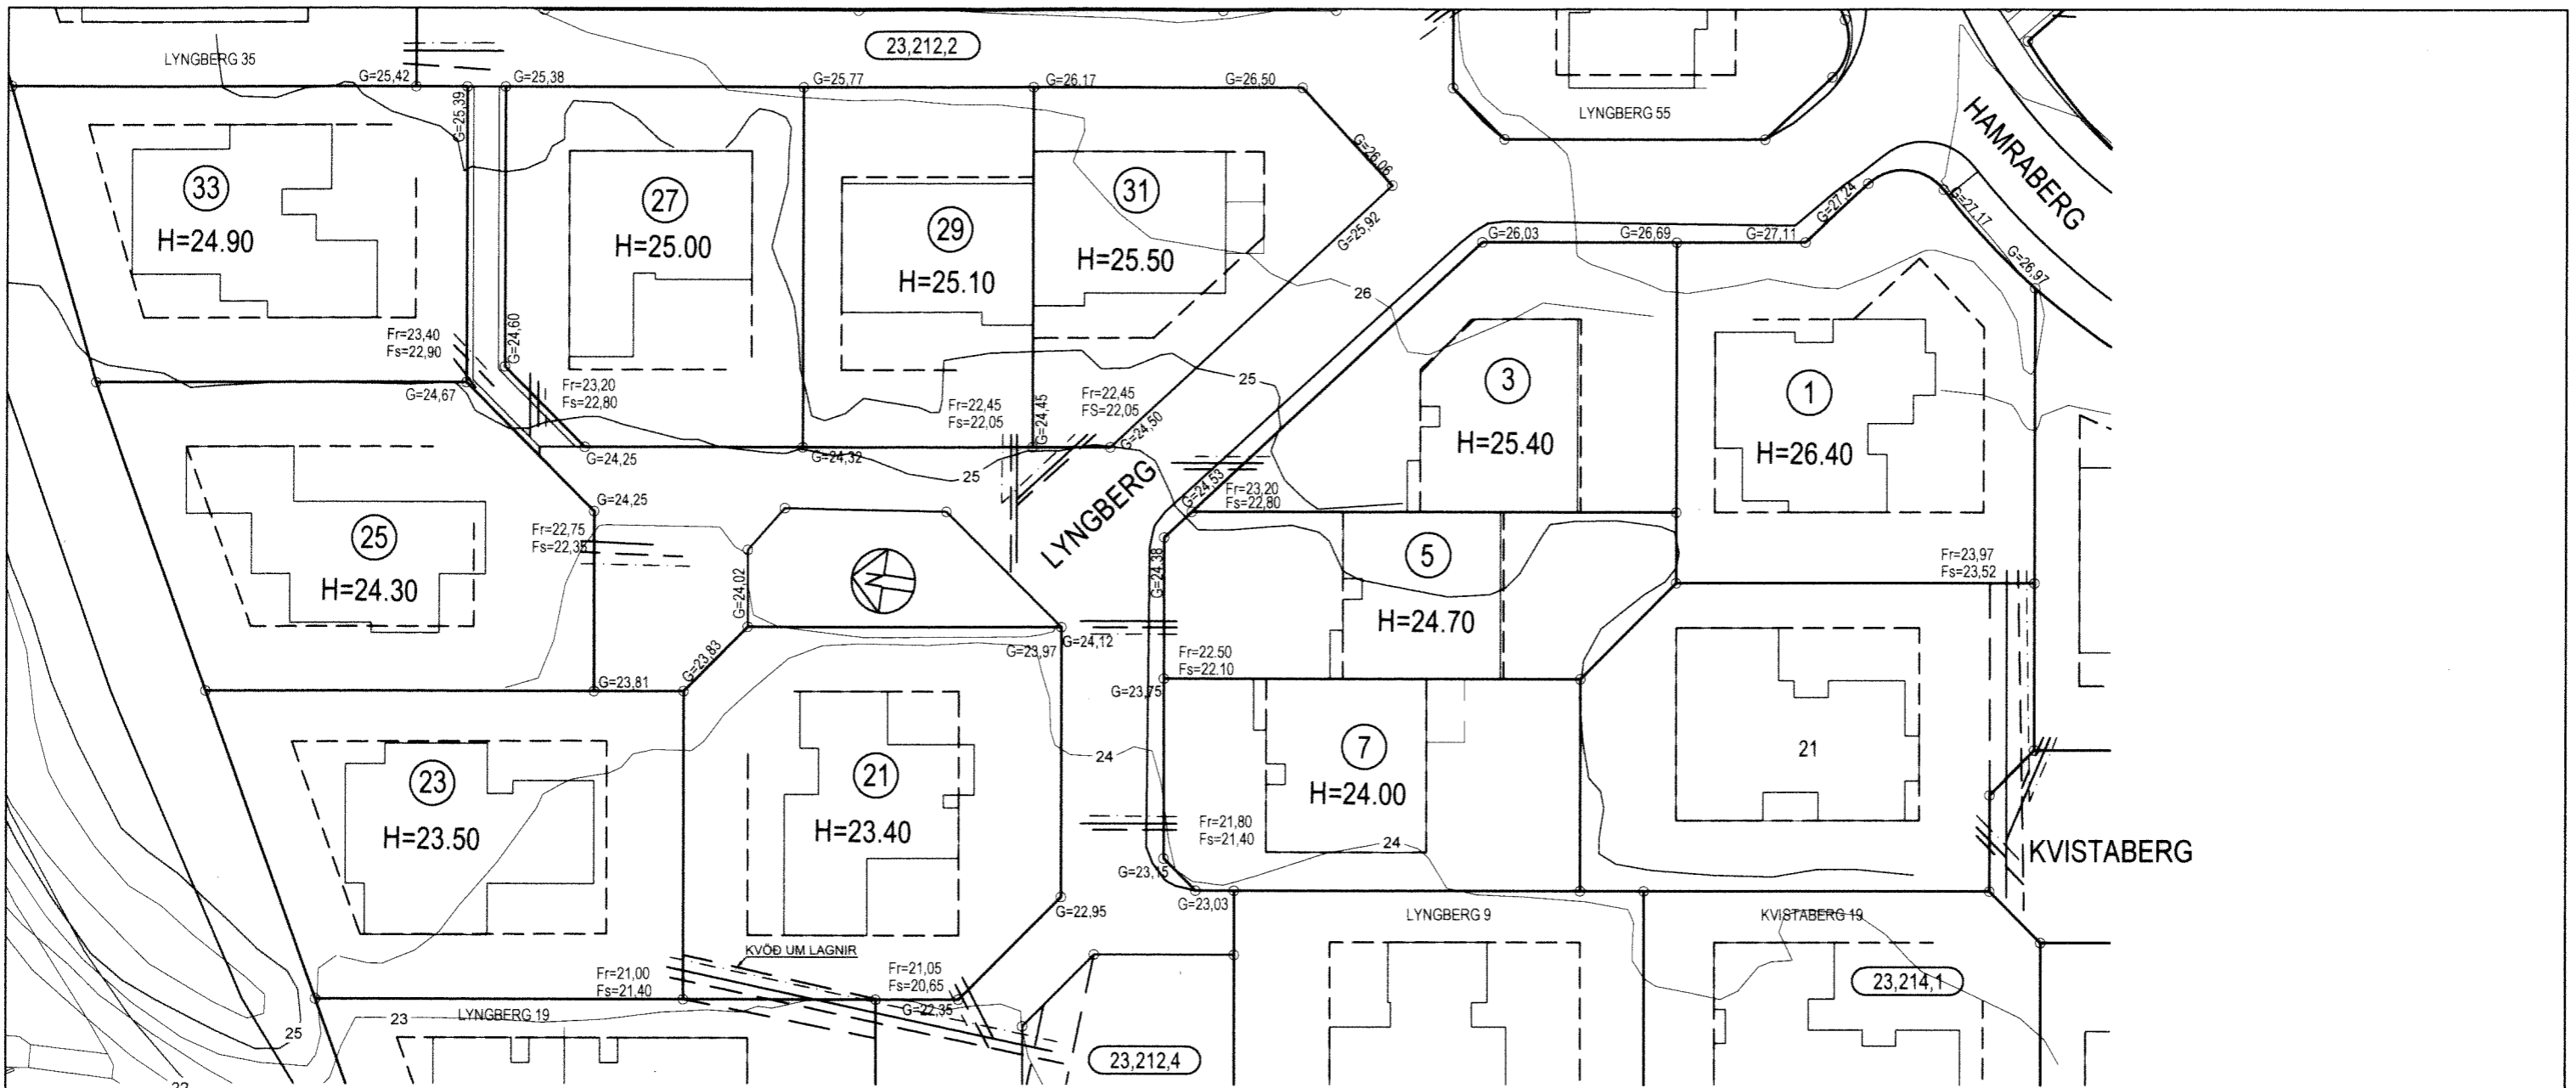 23,212,2
LYNGBERG 35
G=25,42
G=25,38
G=25,77
G=26,17
G=26,50
LYNGBERG 55
HAMRABERG
G=25,39
G=26,06
33
H=24.90
27
H=25.00
29
H=25.10
31
H=25.50
G=25,92
G=26,03
G=26,69
G=27,11
G=27,24
G=27,17
G=26,97
26
Fr=23,40
Fs=22,90
G=24,60
G=24,67
Fr=23,20
Fs=22,80
25
Fr=22,45
Fs=22,05
G=24,45
Fr=22,45
FS=22,05
G=24,50
3
H=25.40
1
H=26.40
G=24,25
G=24,32
25
LYNGBERG
G=24,53
Fr=23,20
Fs=22,80
G=24,25
25
H=24.30
Fr=22,75
Fs=22,35
G=24,02
N
G=24,38
5
H=24.70
Fr=23,97
Fs=23,52
G=23,83
G=23,97
G=24,12
Fr=22.50
Fs=22.10
G=23,81
G=23,75
23
H=23.50
21
H=23.40
24
7
H=24.00
21
Fr=21,80
Fs=21,40
24
KVISTABERG
G=23,15
G=22,95
G=23,03
LYNGBERG 9
KVISTABERG 19
KVÖÐ UM LAGNIR
Fr=21,00
Fs=21,40
Fr=21,05
Fs=20,65
G=22,35
23,214,1
LYNGBERG 19
23
25
23,212,4
22